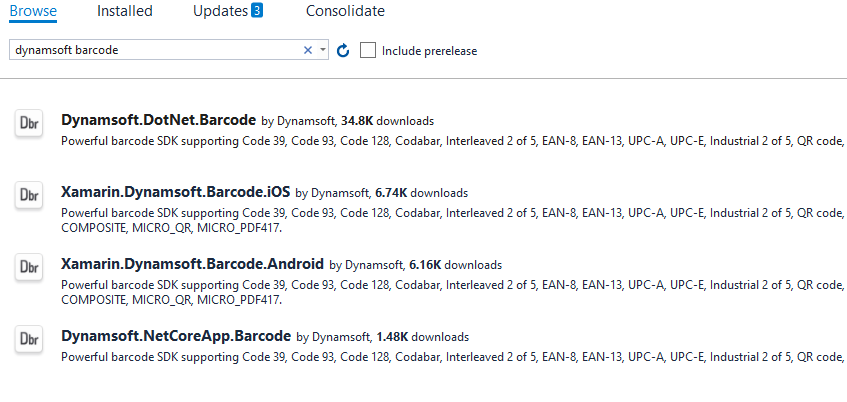 Browse Installed Updates 3 Consolidate
dynamsoft barcode Include prerelease
Dbr Dynamsoft.DotNet.Barcode by Dynamsoft, 34.8K downloads
Powerful barcode SDK supporting Code 39, Code 93, Code 128, Codabar, Interleaved 2 of 5, EAN-8, EAN-13, UPC-A, UPC-E, Industrial 2 of 5, QR code,
Dbr Xamarin.Dynamsoft.Barcode.iOS by Dynamsoft, 6.74K downloads
Powerful barcode SDK supporting Code 39, Code 93, Code 128, Codabar, Interleaved 2 of 5, EAN-8, EAN-13, UPC-A, UPC-E, Industrial 2 of 5, QR code,
COMPOSITE, MICRO_QR, MICRO_PDF417.
Dbr Xamarin.Dynamsoft.Barcode.Android by Dynamsoft, 6.16K downloads
Powerful barcode SDK supporting Code 39, Code 93, Code 128, Codabar, Interleaved 2 of 5, EAN-8, EAN-13, UPC-A, UPC-E, Industrial 2 of 5, QR code,
COMPOSITE, MICRO_QR, MICRO_PDF417.
Dbr Dynamsoft.NetCoreApp.Barcode by Dynamsoft, 1.48K downloads
Powerful barcode SDK supporting Code 39, Code 93, Code 128, Codabar, Interleaved 2 of 5, EAN-8, EAN-13, UPC-A, UPC-E, Industrial 2 of 5, QR code,